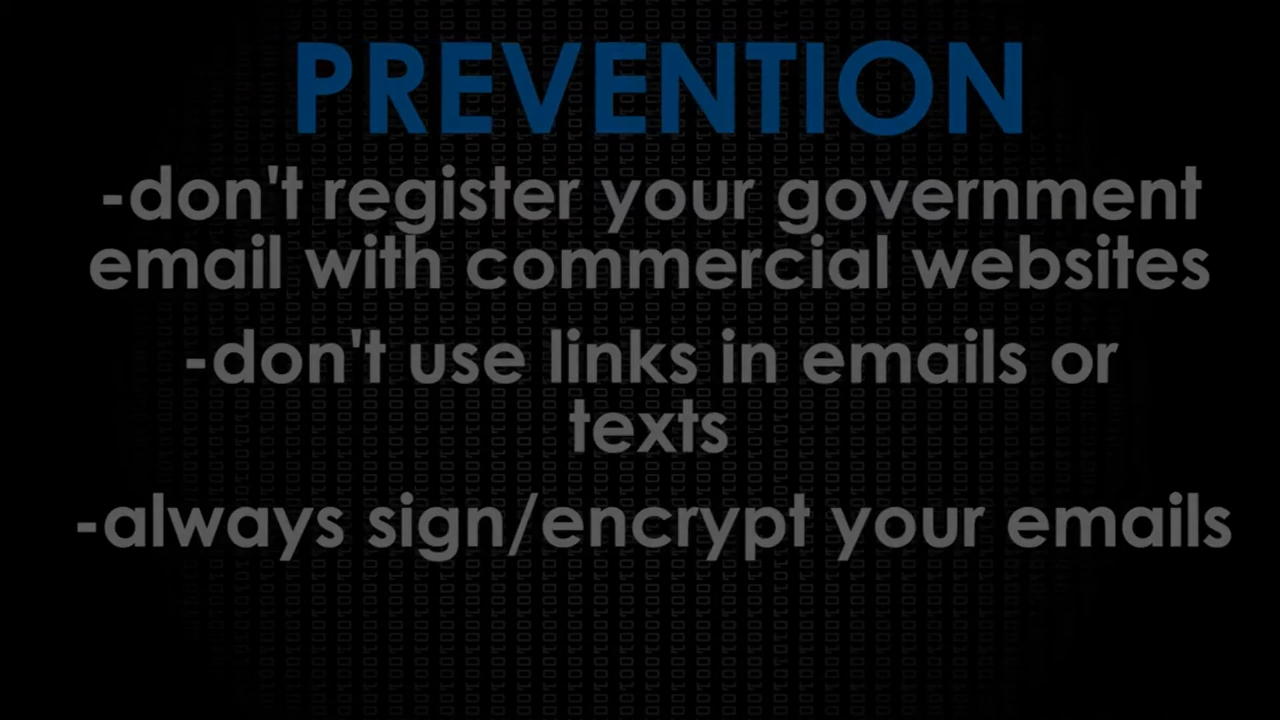 PREVENTION
-don't register your government
email with commercial websites
-don't use links in emails or
texts
-always sign/encrypt your emails